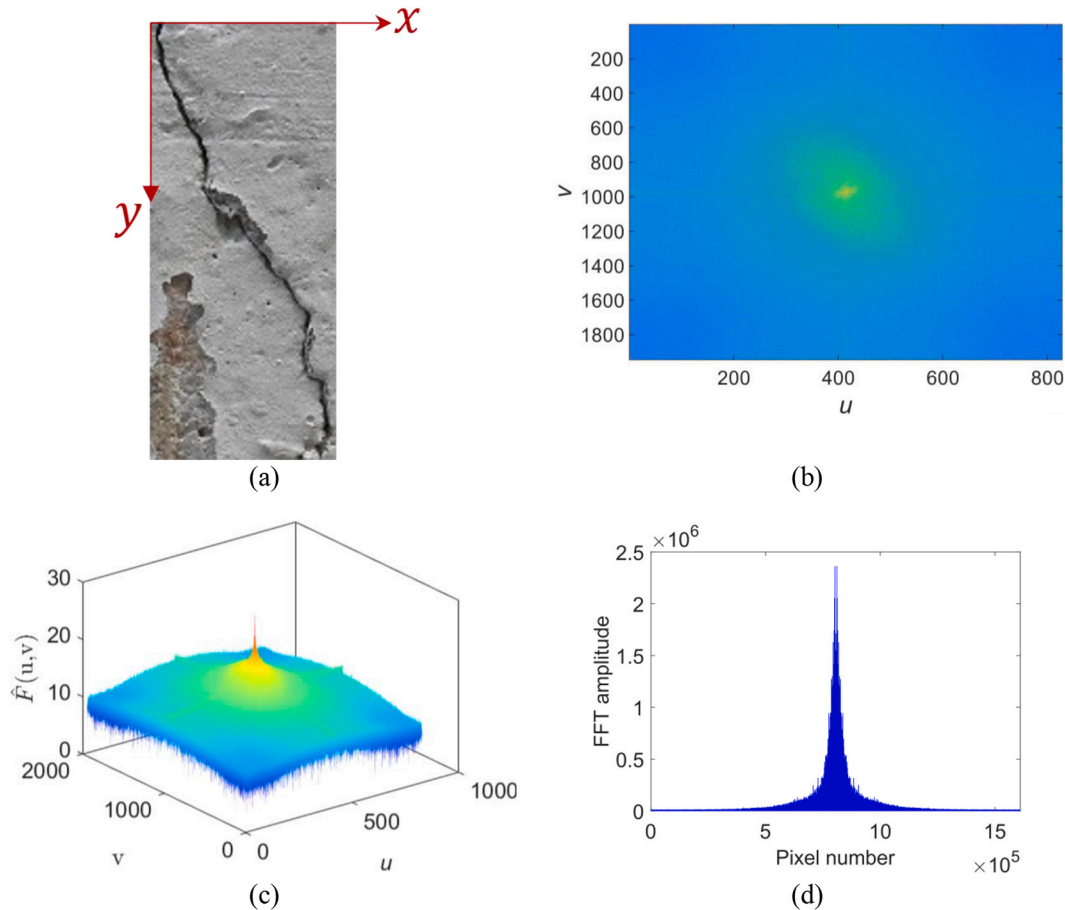 x
y
(a)
200
400
600
800
1000
1200
1400
1600
1800
v
200 400 600 800
u
(b)
30
20
10
0
F̂(u,v)
2000
1000
0
v
0
500
1000
u
(c)
×10⁶
2.5
2
1.5
1
0.5
0
FFT amplitude
0 5 10 15
Pixel number
×10⁵
(d)